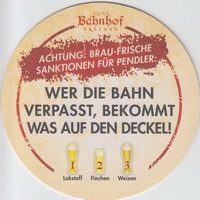 Bahnhof
ACHTUNG: BRAU-FRISCHE
SANKTIONEN FÜR PENDLER.
WER DIE BAHN
VERPASST, BEKOMMT
WAS AUF DEN DECKEL!
1 2 3
Lokstoff Finchen Weizen